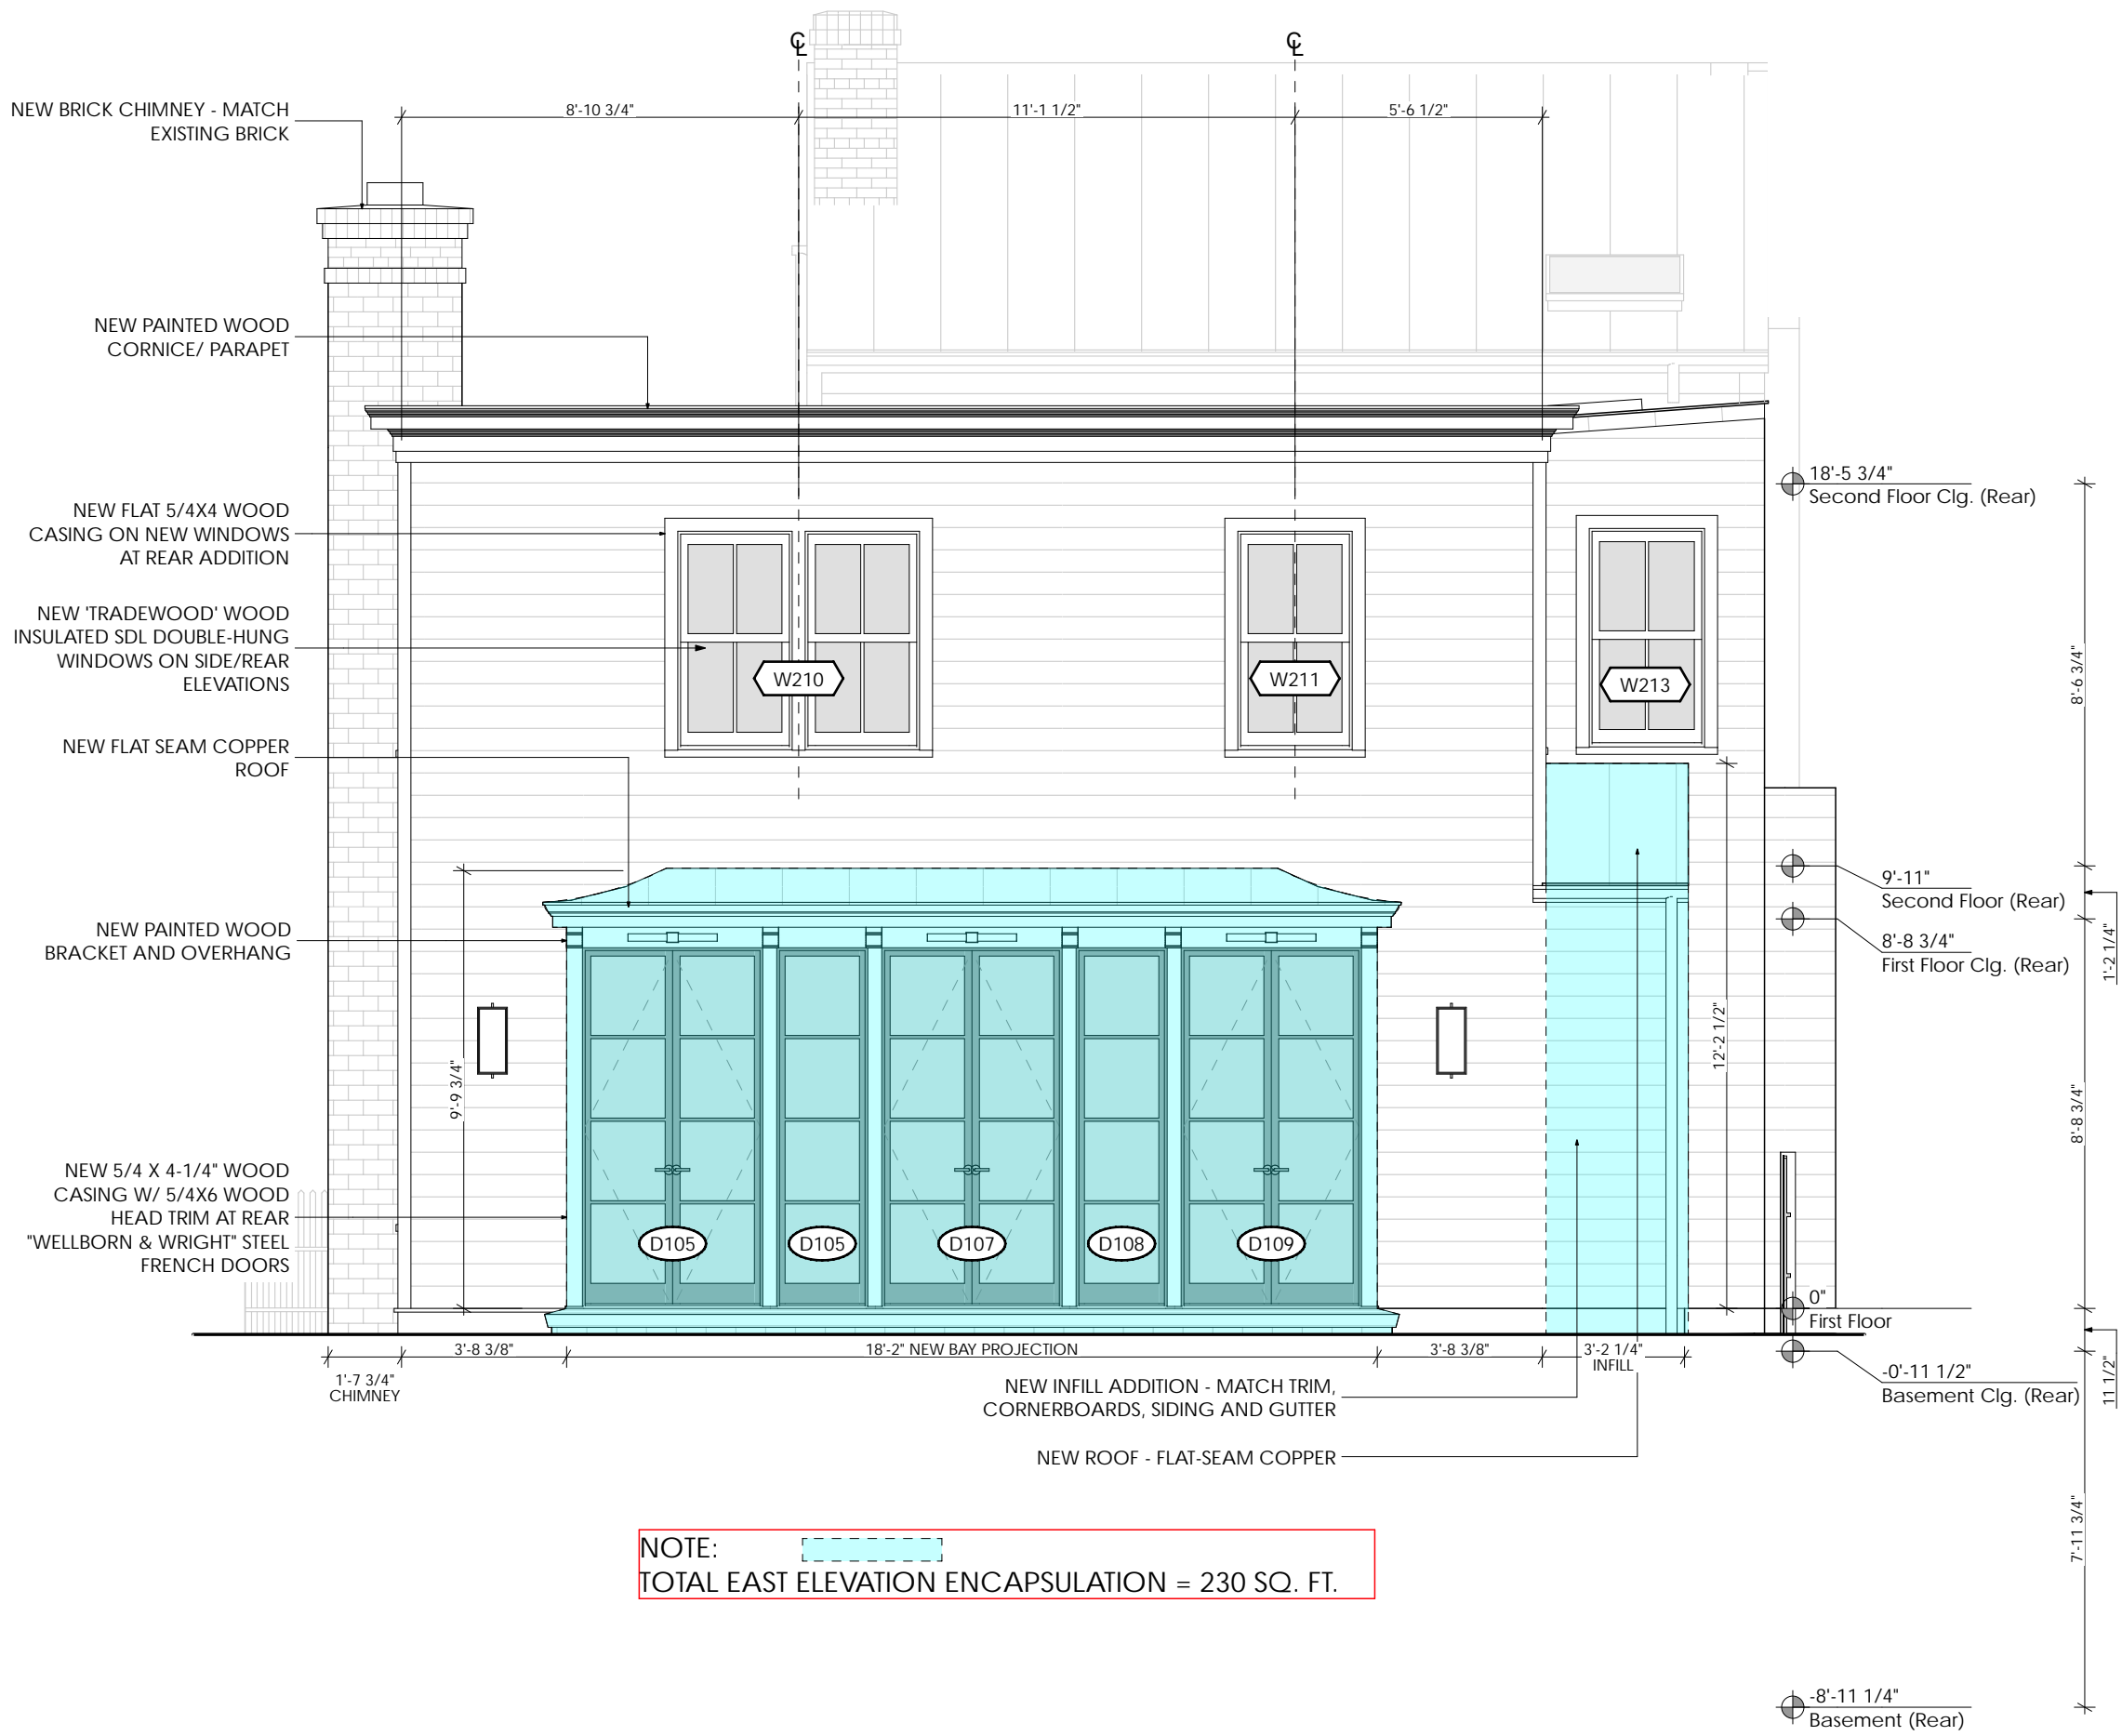 ℄
℄
8'-10 3/4"
11'-1 1/2"
5'-6 1/2"
NEW BRICK CHIMNEY - MATCH
EXISTING BRICK
NEW PAINTED WOOD
CORNICE/ PARAPET
18'-5 3/4"
Second Floor Clg. (Rear)
NEW FLAT 5/4X4 WOOD
CASING ON NEW WINDOWS
AT REAR ADDITION
NEW 'TRADEWOOD' WOOD
INSULATED SDL DOUBLE-HUNG
WINDOWS ON SIDE/REAR
ELEVATIONS
W210
W211
W213
8'-6 3/4"
NEW FLAT SEAM COPPER
ROOF
9'-11"
Second Floor (Rear)
NEW PAINTED WOOD
BRACKET AND OVERHANG
8'-8 3/4"
First Floor Clg. (Rear)
1'-2 1/4"
9'-9 3/4"
12'-2 1/2"
8'-8 3/4"
NEW 5/4 X 4-1/4" WOOD
CASING W/ 5/4X6 WOOD
HEAD TRIM AT REAR
"WELLBORN & WRIGHT" STEEL
FRENCH DOORS
D105
D105
D107
D108
D109
0"
First Floor
3'-8 3/8"
18'-2" NEW BAY PROJECTION
3'-8 3/8"
3'-2 1/4"
INFILL
1'-7 3/4"
CHIMNEY
-0'-11 1/2"
Basement Clg. (Rear)
11 1/2"
NEW INFILL ADDITION - MATCH TRIM,
CORNERBOARDS, SIDING AND GUTTER
NEW ROOF - FLAT-SEAM COPPER
7'-11 3/4"
NOTE:
TOTAL EAST ELEVATION ENCAPSULATION = 230 SQ. FT.
-8'-11 1/4"
Basement (Rear)